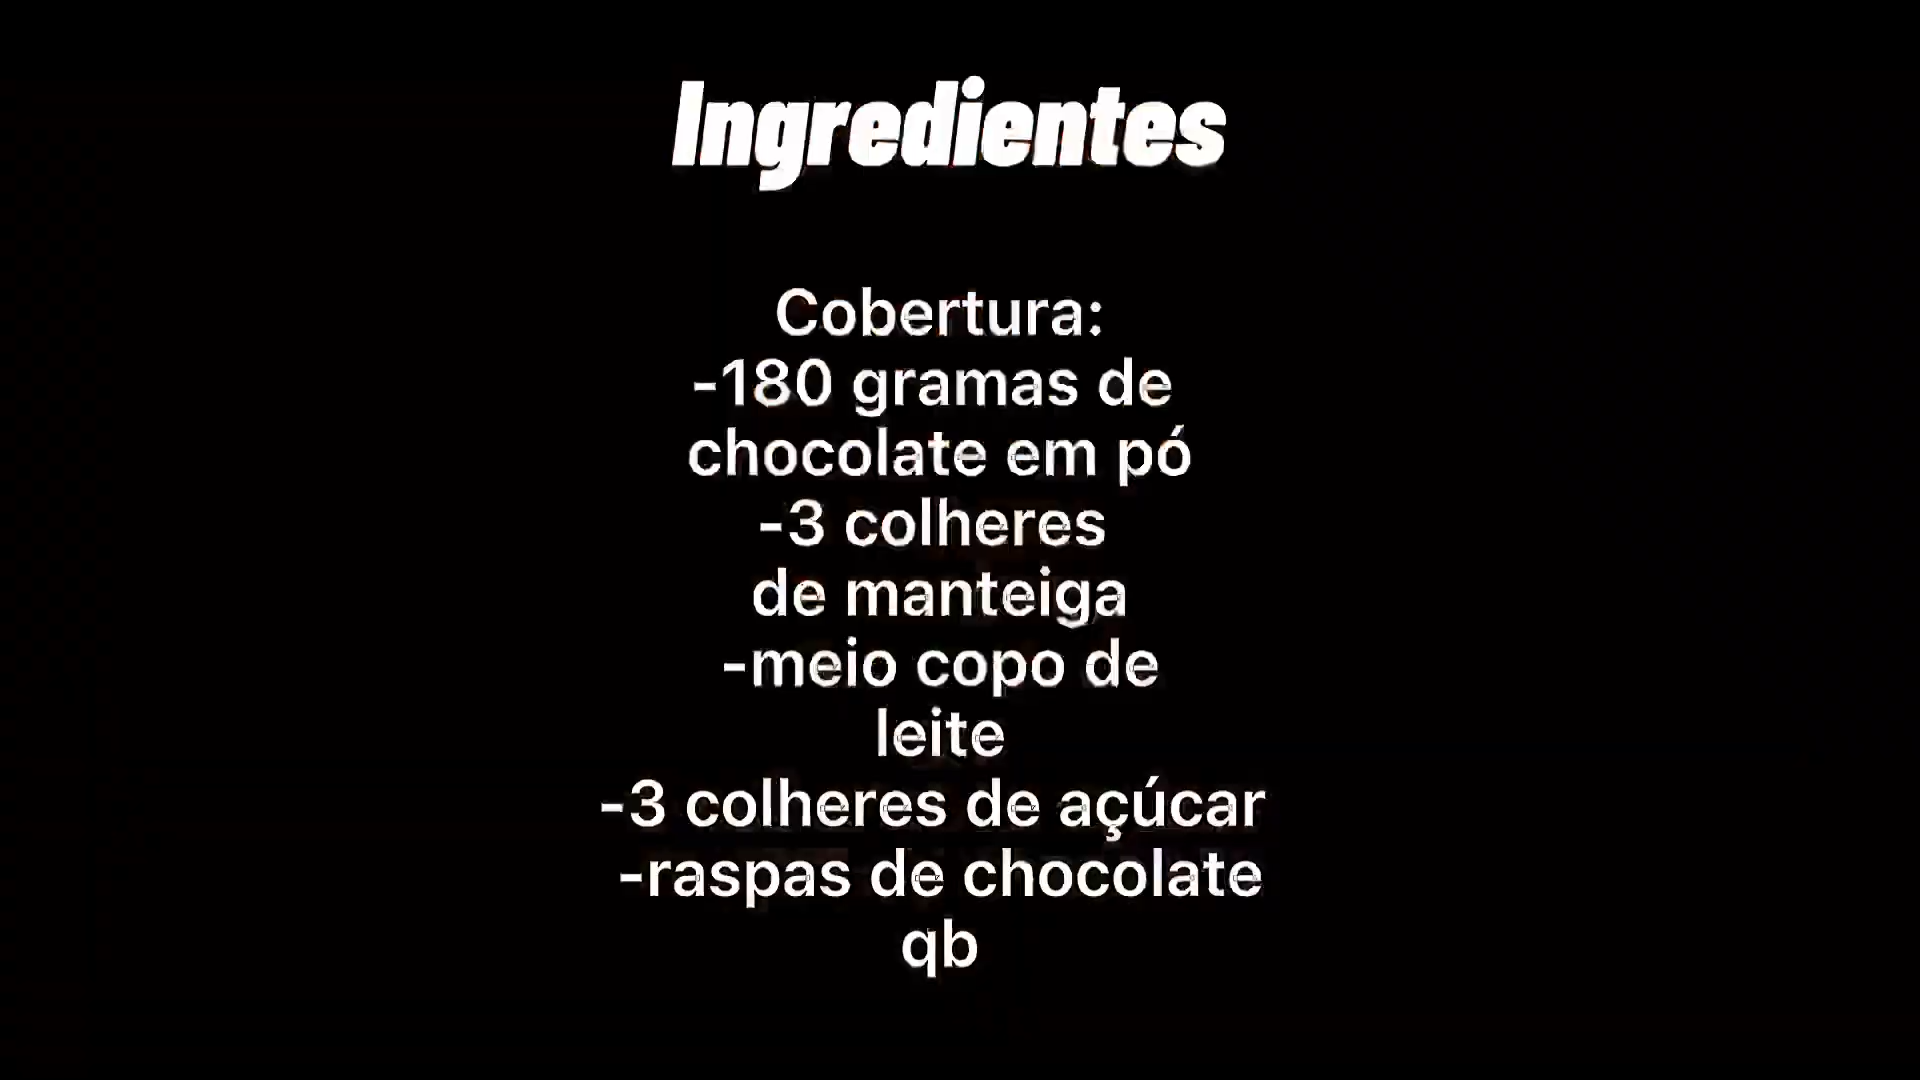 Ingredientes
Cobertura:
-180 gramas de
chocolate em pó
-3 colheres
de manteiga
-meio copo de
leite
-3 colheres de açúcar
-raspas de chocolate
qb